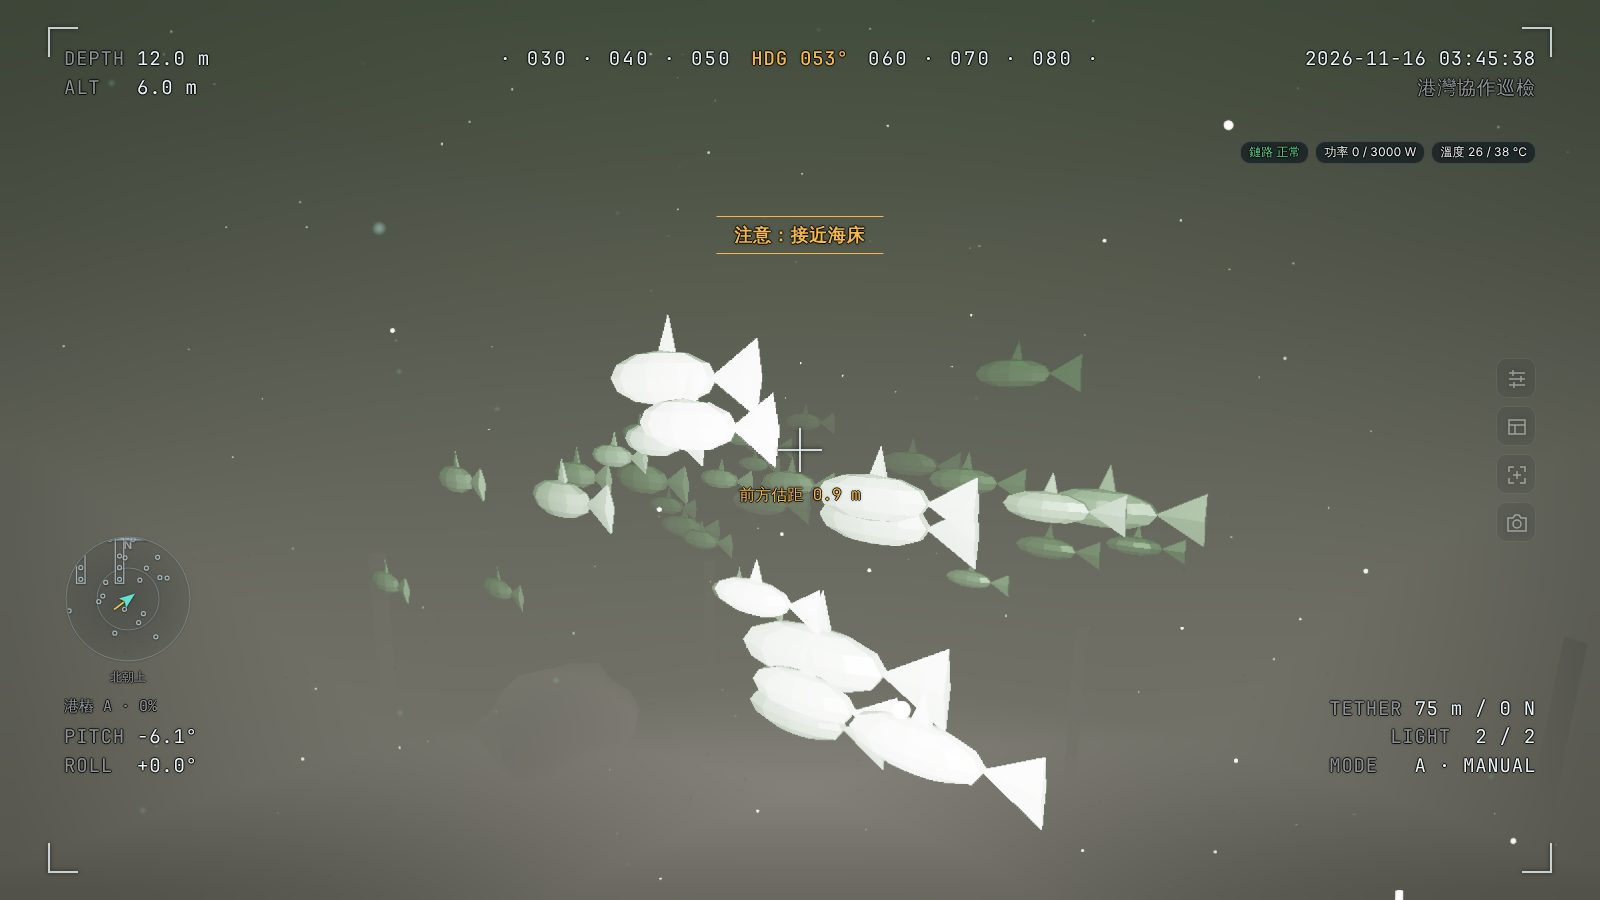 DEPTH 12.0 m
ALT 6.0 m
· 030 · 040 · 050 HDG 053° 060 · 070 · 080 ·
2026-11-16 03:45:38
港灣協作巡檢
鏈路 正常 功率 0 / 3000 W 溫度 26 / 38 °C
注意：接近海床
前方估距 0.9 m
N
北朝上
港樁 A · 0%
PITCH -6.1°
ROLL +0.0°
TETHER 75 m / 0 N
LIGHT 2 / 2
MODE A · MANUAL